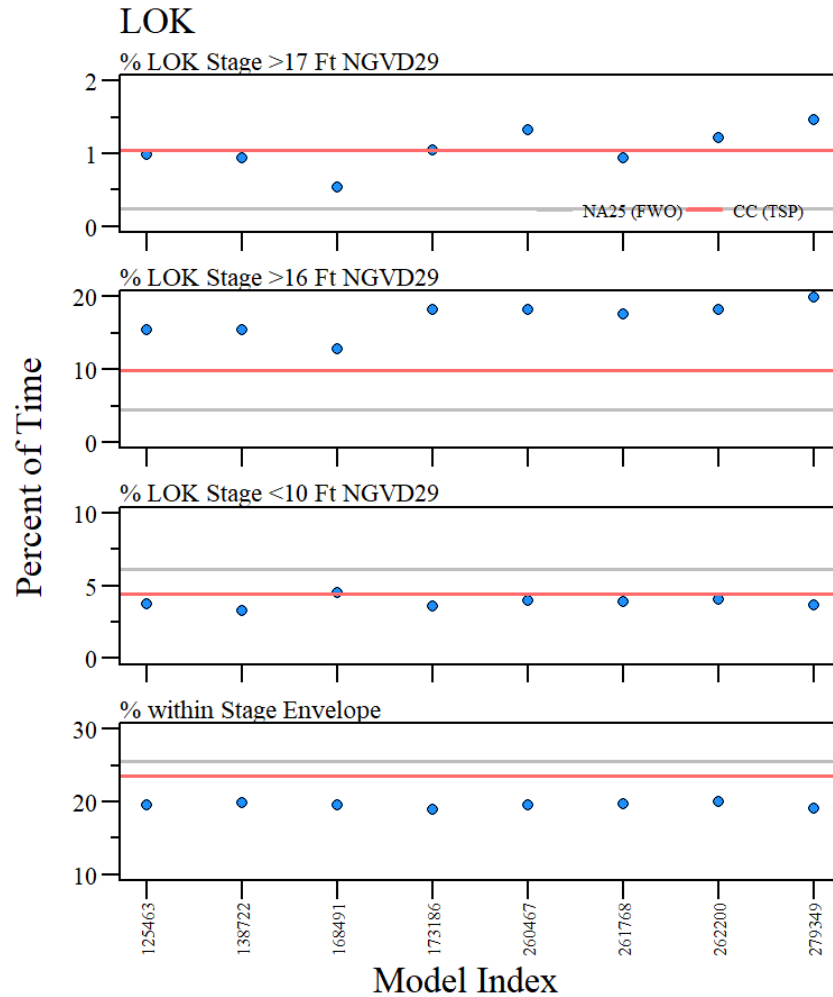 LOK
% LOK Stage >17 Ft NGVD29
2
1
0
NA25 (FWO)
CC (TSP)
% LOK Stage >16 Ft NGVD29
20
10
0
% LOK Stage <10 Ft NGVD29
10
5
0
% within Stage Envelope
30
20
10
Percent of Time
125463
138722
168491
173186
260467
261768
262200
279349
Model Index